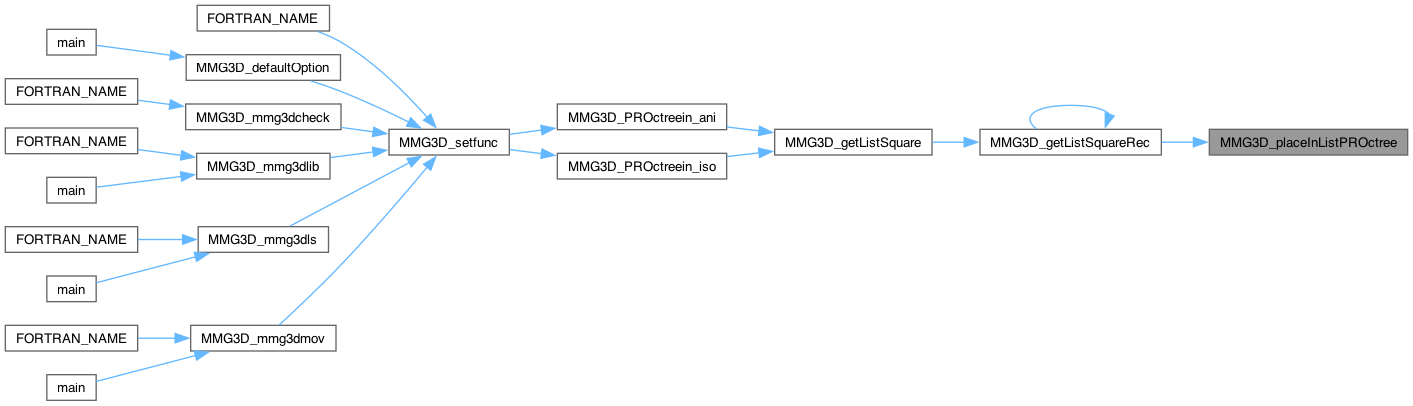 FORTRAN_NAME
main
MMG3D_defaultOption
FORTRAN_NAME
MMG3D_mmg3dcheck
FORTRAN_NAME
MMG3D_mmg3dlib
main
FORTRAN_NAME
MMG3D_mmg3dls
main
FORTRAN_NAME
MMG3D_mmg3dmov
main
MMG3D_setfunc
MMG3D_PROctreein_ani
MMG3D_PROctreein_iso
MMG3D_getListSquare
MMG3D_getListSquareRec
MMG3D_placeInListPROctree